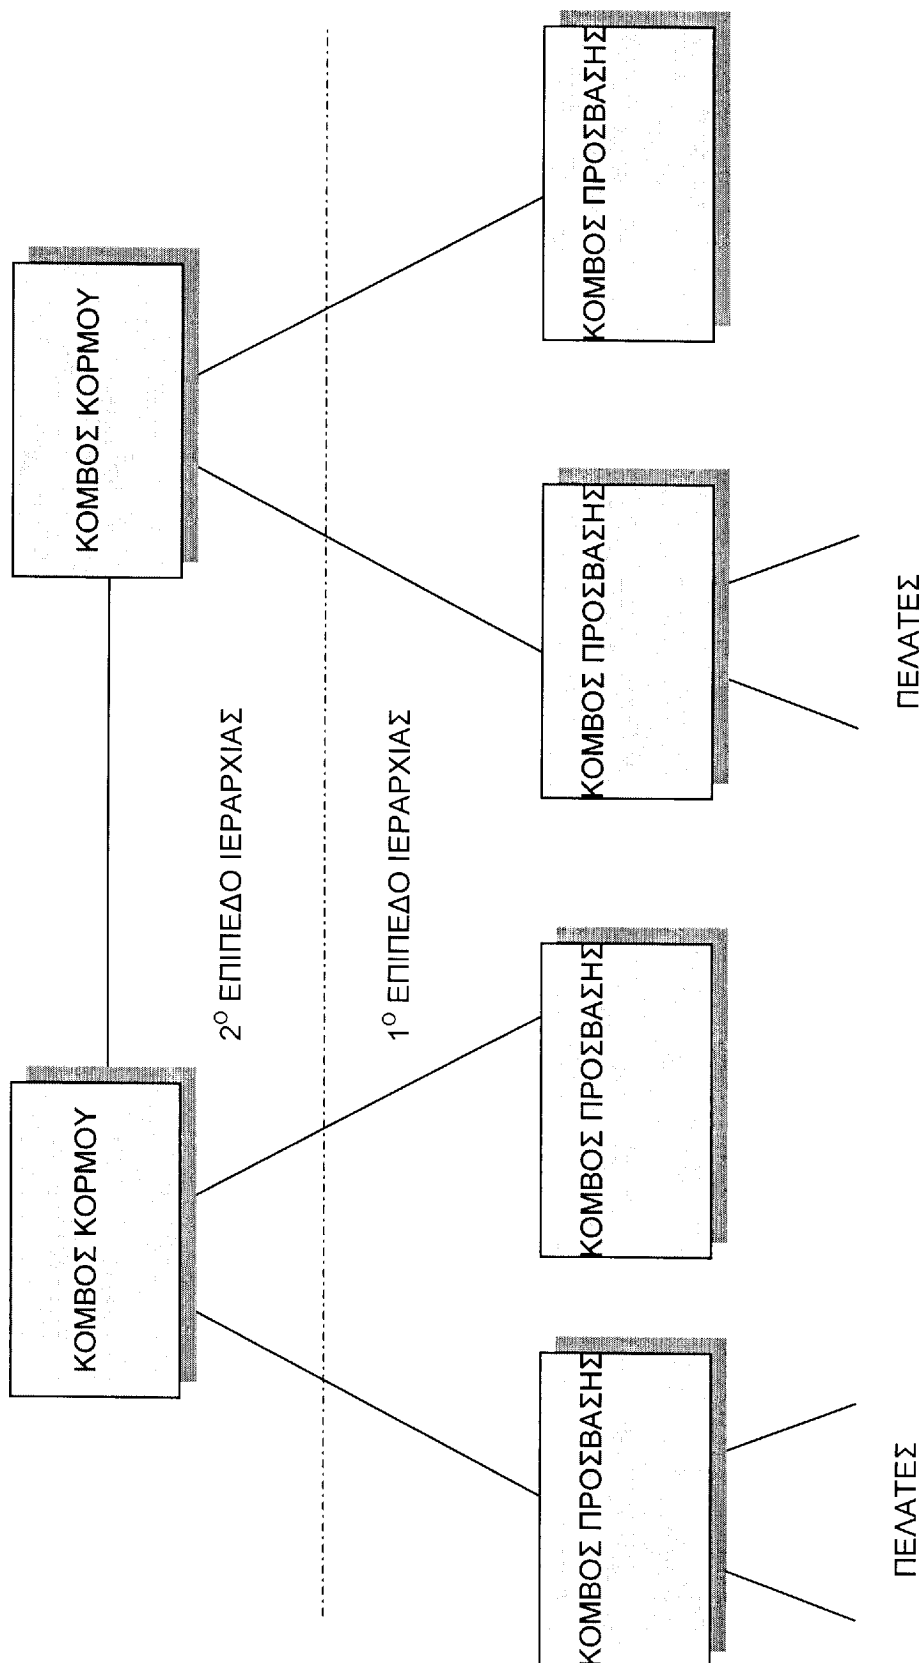 ΚΟΜΒΟΣ ΚΟΡΜΟΥ
ΚΟΜΒΟΣ ΚΟΡΜΟΥ
2Ο ΕΠΙΠΕΔΟ ΙΕΡΑΡΧΙΑΣ
1Ο ΕΠΙΠΕΔΟ ΙΕΡΑΡΧΙΑΣ
ΚΟΜΒΟΣ ΠΡΟΣΒΑΣΗΣ
ΚΟΜΒΟΣ ΠΡΟΣΒΑΣΗΣ
ΚΟΜΒΟΣ ΠΡΟΣΒΑΣΗΣ
ΚΟΜΒΟΣ ΠΡΟΣΒΑΣΗΣ
ΠΕΛΑΤΕΣ
ΠΕΛΑΤΕΣ